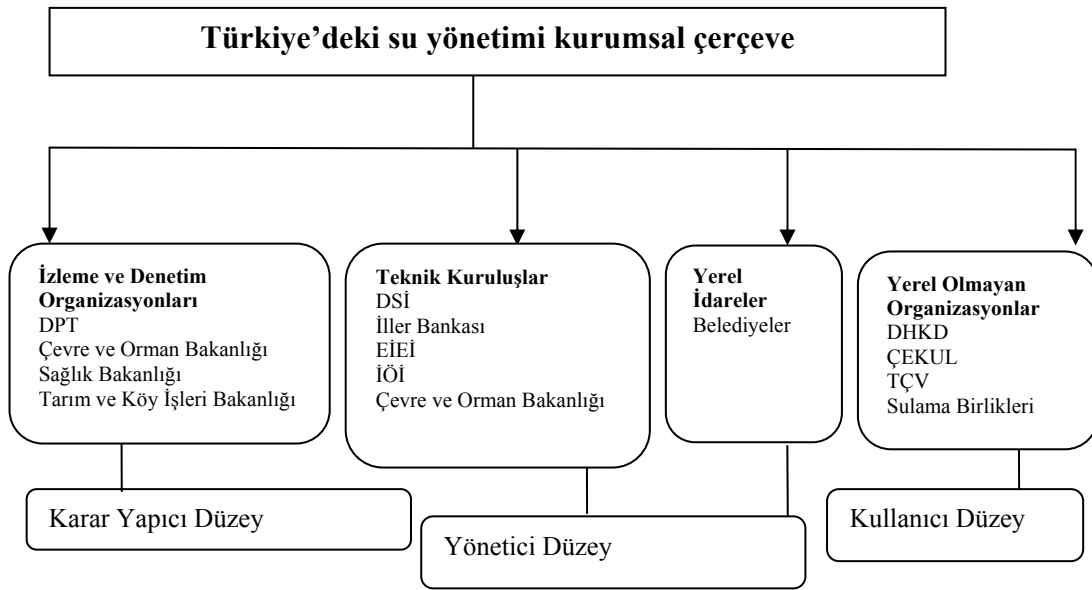 Türkiye’deki su yönetimi kurumsal çerçeve
İzleme ve Denetim
Organizasyonları
DPT
Çevre ve Orman Bakanlığı
Sağlık Bakanlığı
Tarım ve Köy İşleri Bakanlığı
Teknik Kuruluşlar
DSİ
İller Bankası
EİEİ
İÖİ
Çevre ve Orman Bakanlığı
Yerel
İdareler
Belediyeler
Yerel Olmayan
Organizasyonlar
DHKD
ÇEKUL
TÇV
Sulama Birlikleri
Karar Yapıcı Düzey
Yönetici Düzey
Kullanıcı Düzey